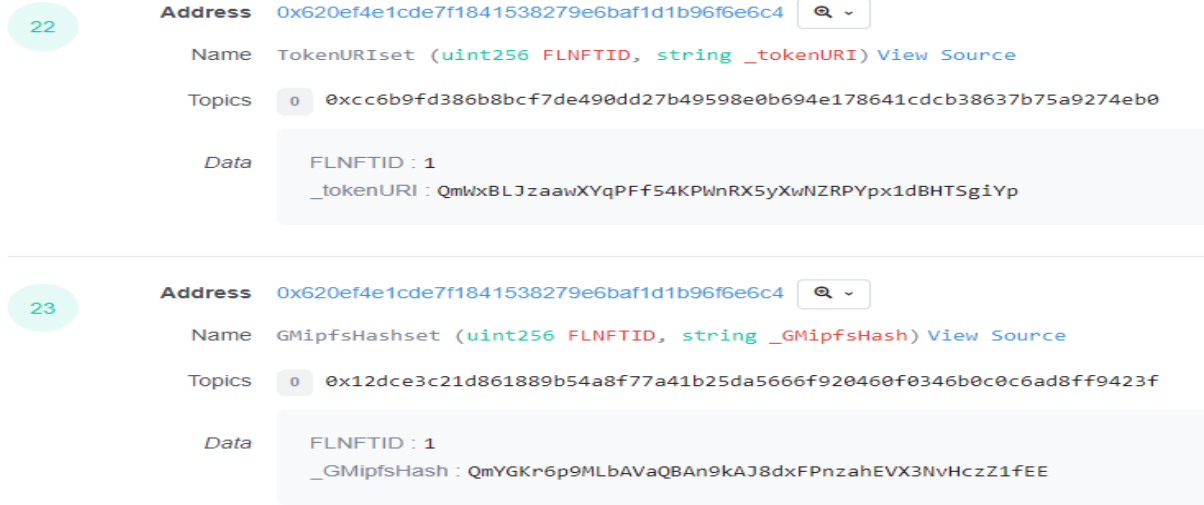 22
Address 0x620ef4e1cde7f1841538279e6baf1d1b96f6e6c4
Name TokenURIset (uint256 FLNFTID, string _tokenURI) View Source
Topics 0 0xcc6b9fd386b8bcf7de490dd27b49598e0b694e178641cdcb38637b75a9274eb0
Data FLNFTID : 1
_tokenURI : QmWxBLJzaawXYqPFf54KPWnRX5yXwNZRPYpx1dBHTSgiYp
23
Address 0x620ef4e1cde7f1841538279e6baf1d1b96f6e6c4
Name GMipfsHashset (uint256 FLNFTID, string _GMipfsHash) View Source
Topics 0 0x12dce3c21d861889b54a8f77a41b25da5666f920460f0346b0c0c6ad8ff9423f
Data FLNFTID : 1
_GMipfsHash : QmYGKr6p9MLbAVaQBAn9kAJ8dxFPnzahEVX3NvHczZ1fEE